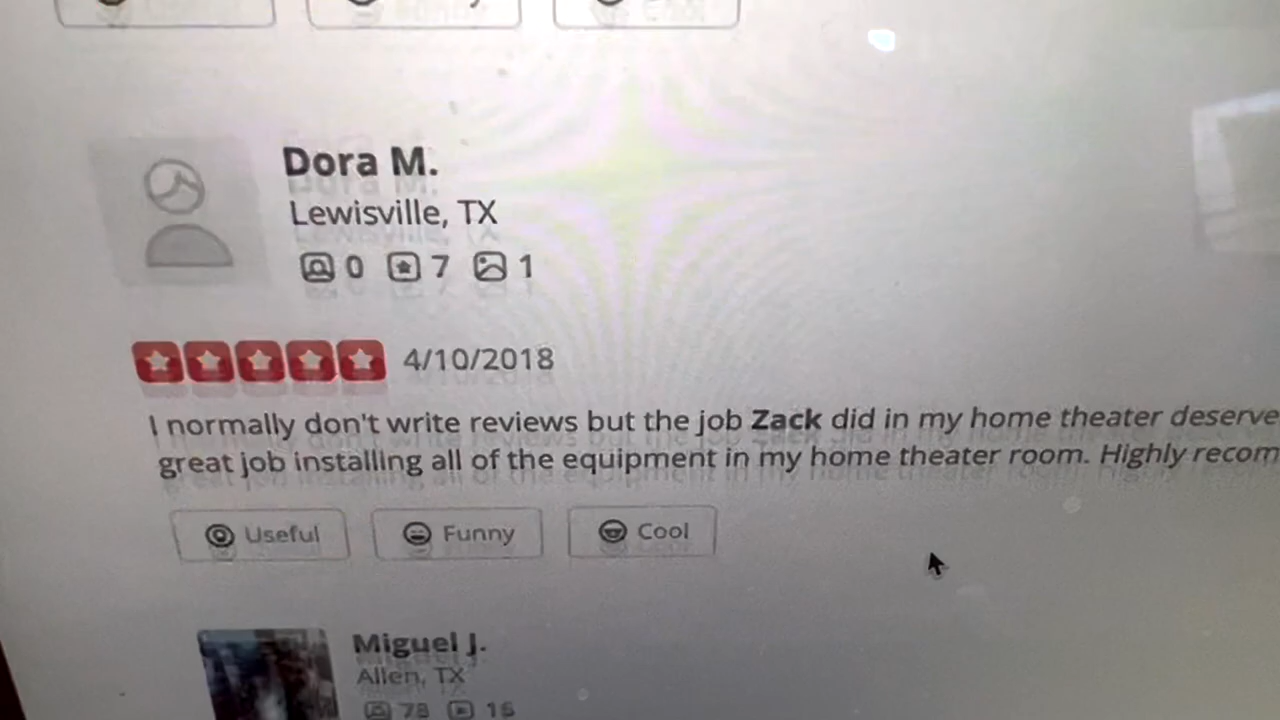 Dora M.
Lewisville, TX
0 7 1
4/10/2018
I normally don't write reviews but the job Zack did in my home theater deserve
great job installing all of the equipment in my home theater room. Highly recom
Useful Funny Cool
Miguel J.
Allen, TX
78 16